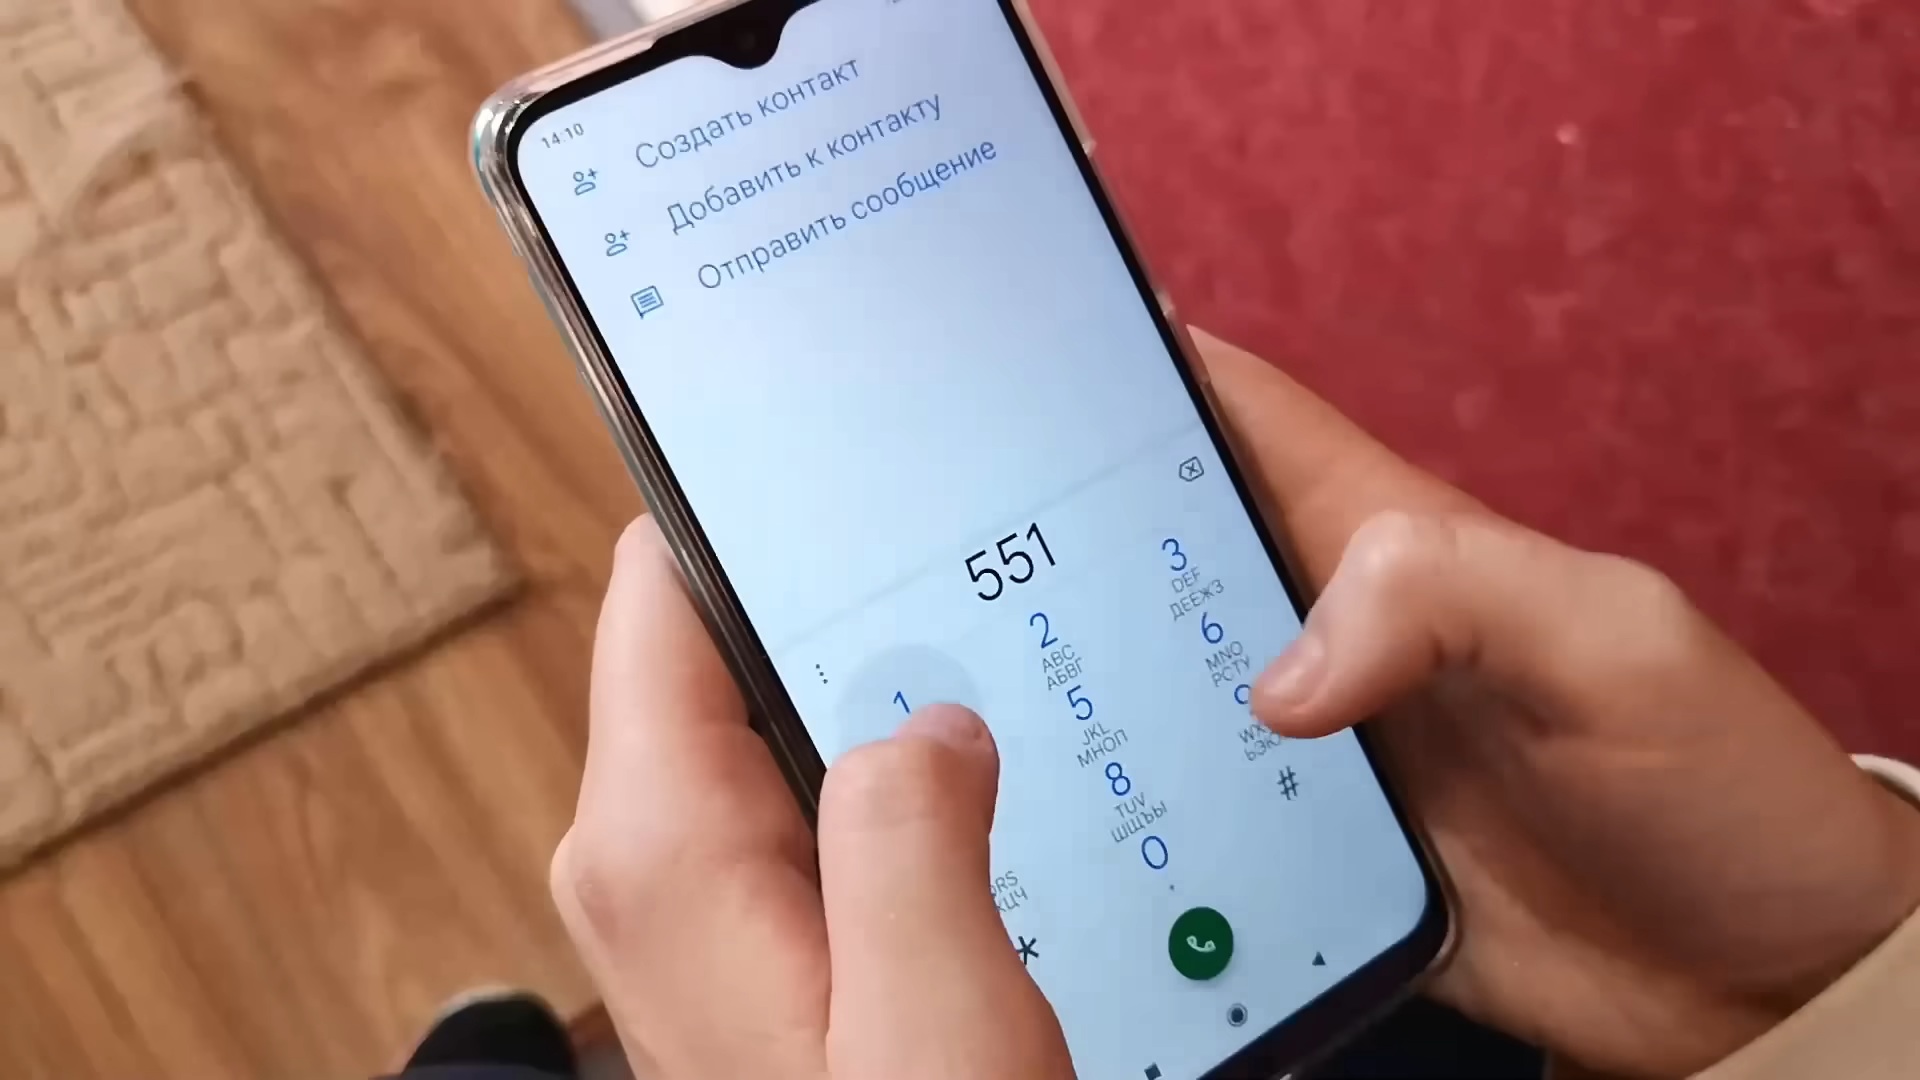 14:10
Создать контакт
Добавить к контакту
Отправить сообщение
551
1
2
ABC
АБВГ
3
DEF
ДЕЁЖЗ
5
JKL
МНОП
6
MNO
РСТУ
8
TUV
ШЩЪЫ
*
0
#